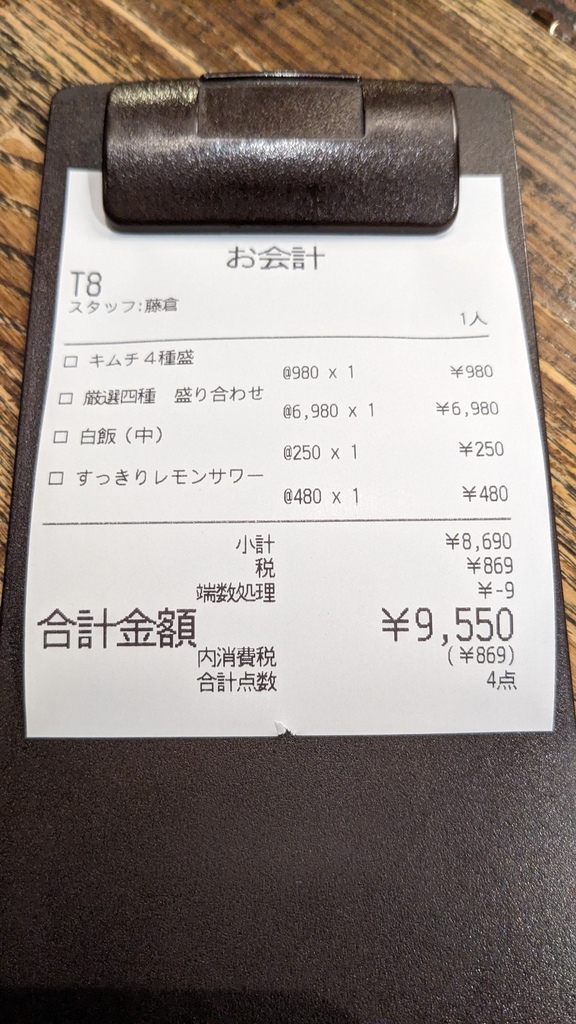 お会計
T8
スタッフ:藤倉
1人
□ キムチ４種盛
@980 x 1 ¥980
□ 厳選四種　盛り合わせ
@6,980 x 1 ¥6,980
□ 白飯（中）
@250 x 1 ¥250
□ すっきりレモンサワー
@480 x 1 ¥480
小計 ¥8,690
税 ¥869
端数処理 ¥-9
合計金額 ¥9,550
内消費税 (¥869)
合計点数 4点